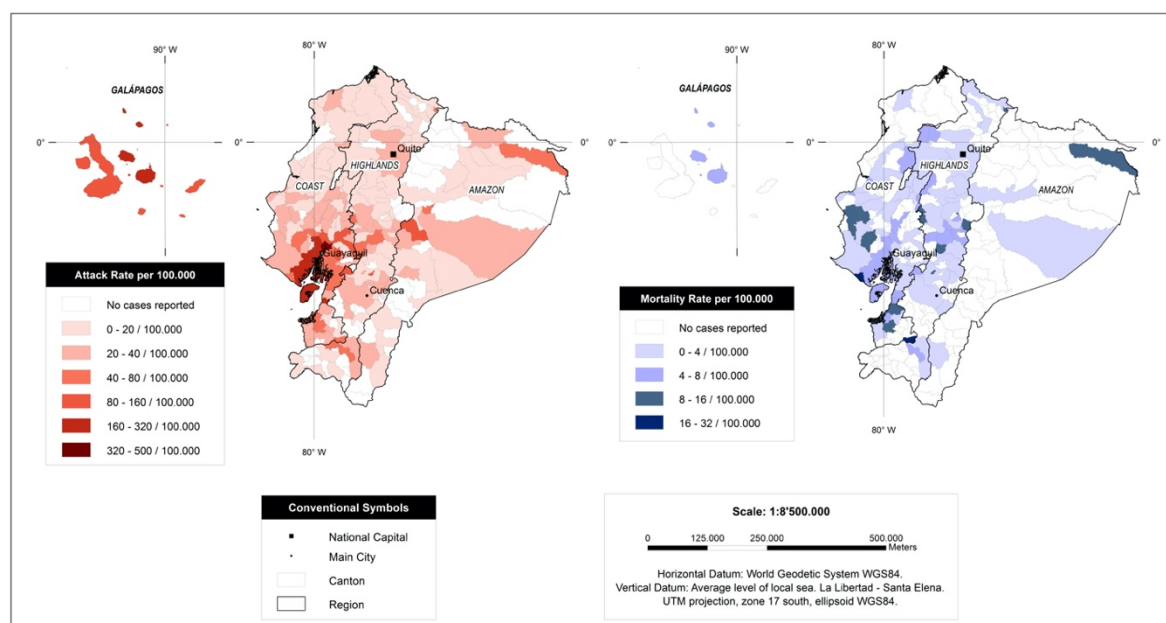 90° W
80° W
GALÁPAGOS
0°
0°
Quito
HIGHLANDS
COAST
AMAZON
Guayaquil
Cuenca
80° W
Attack Rate per 100.000
No cases reported
0 - 20 / 100.000
20 - 40 / 100.000
40 - 80 / 100.000
80 - 160 / 100.000
160 - 320 / 100.000
320 - 500 / 100.000
90° W
80° W
GALÁPAGOS
0°
0°
Quito
HIGHLANDS
COAST
AMAZON
Guayaquil
Cuenca
80° W
Mortality Rate per 100.000
No cases reported
0 - 4 / 100.000
4 - 8 / 100.000
8 - 16 / 100.000
16 - 32 / 100.000
Conventional Symbols
National Capital
Main City
Canton
Region
Scale: 1:8'500.000
0 125.000 250.000 500.000
Meters
Horizontal Datum: World Geodetic System WGS84.
Vertical Datum: Average level of local sea. La Libertad - Santa Elena.
UTM projection, zone 17 south, ellipsoid WGS84.